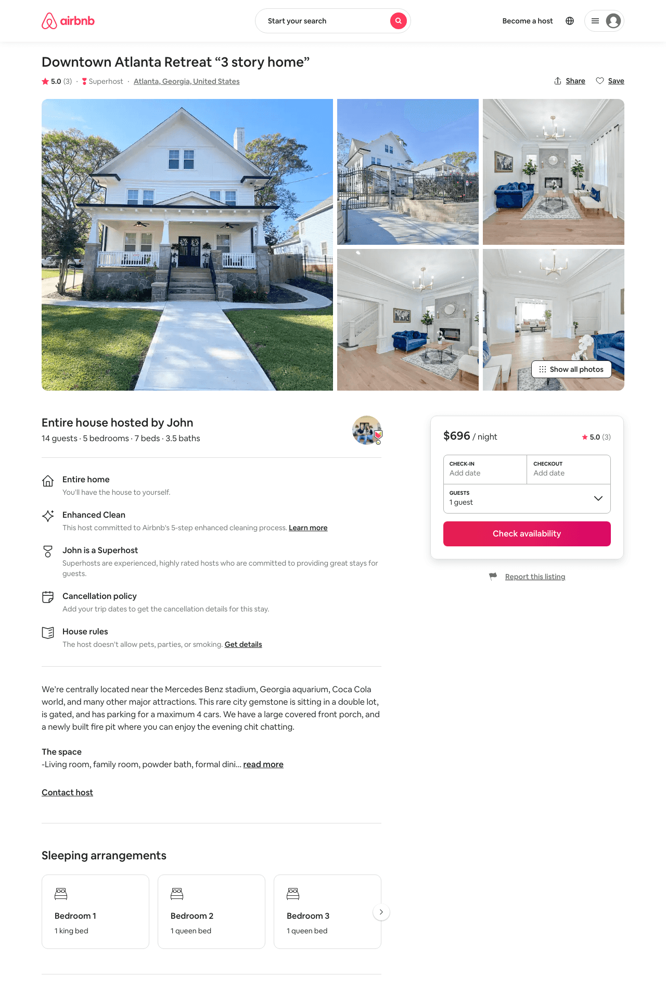 airbnb
Start your search
Become a host
Downtown Atlanta Retreat “3 story home”
5.0 (3) · Superhost · Atlanta, Georgia, United States
Share
Save
Show all photos
Entire house hosted by John
14 guests · 5 bedrooms · 7 beds · 3.5 baths
Entire home
You’ll have the house to yourself.
Enhanced Clean
This host committed to Airbnb's 5-step enhanced cleaning process. Learn more
John is a Superhost
Superhosts are experienced, highly rated hosts who are committed to providing great stays for
guests.
Cancellation policy
Add your trip dates to get the cancellation details for this stay.
House rules
The host doesn’t allow pets, parties, or smoking. Get details
$696 / night
5.0 (3)
CHECK-IN
Add date
CHECKOUT
Add date
GUESTS
1 guest
Check availability
Report this listing
We’re centrally located near the Mercedes Benz stadium, Georgia aquarium, Coca Cola
world, and many other major attractions. This rare city gemstone is sitting in a double lot,
is gated, and has parking for a maximum 4 cars. We have a large covered front porch, and
a newly built fire pit where you can enjoy the evening chit chatting.
The space
-Living room, family room, powder bath, formal dini... read more
Contact host
Sleeping arrangements
Bedroom 1
1 king bed
Bedroom 2
1 queen bed
Bedroom 3
1 queen bed